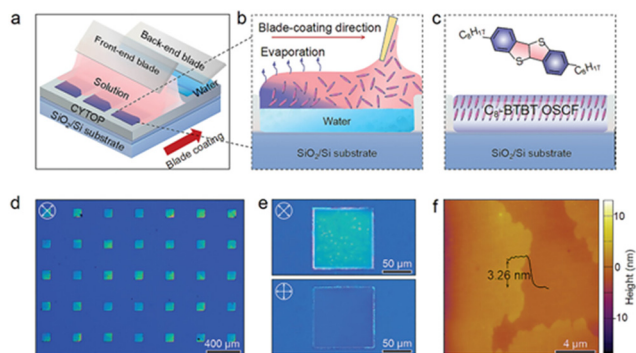 a
Back-end blade
Front-end blade
Solution
Water
CYTOP
SiO₂/Si substrate
Blade coating
b
Blade-coating direction
Evaporation
Water
SiO₂/Si substrate
c
C₈H₁₇
S
S
C₈H₁₇
C₈-BTBT OSCF
SiO₂/Si substrate
d
400 μm
e
50 μm
50 μm
f
3.26 nm
4 μm
10
0
-10
Height (nm)